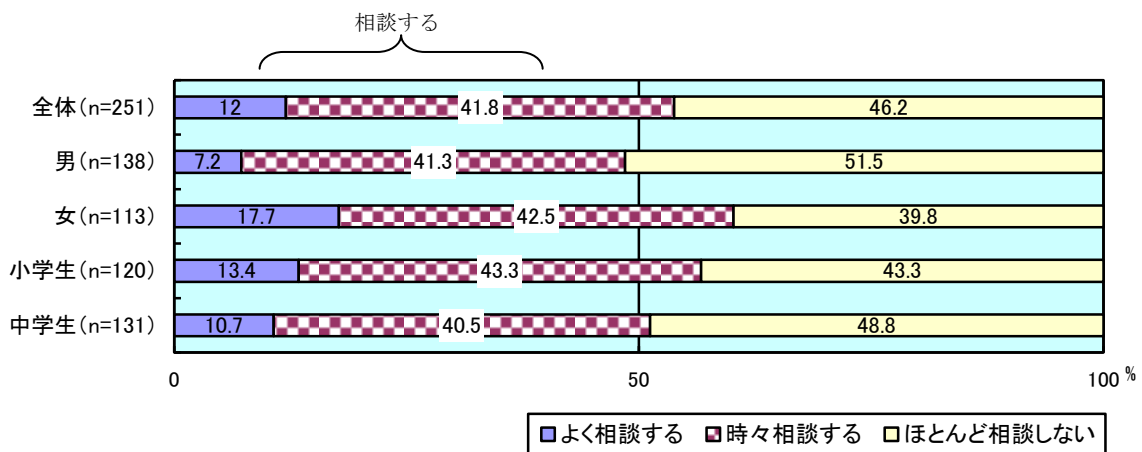 相談する
全体(n=251) 12 41.8 46.2
男(n=138) 7.2 41.3 51.5
女(n=113) 17.7 42.5 39.8
小学生(n=120) 13.4 43.3 43.3
中学生(n=131) 10.7 40.5 48.8
0 50 100 %
よく相談する 時々相談する ほとんど相談しない